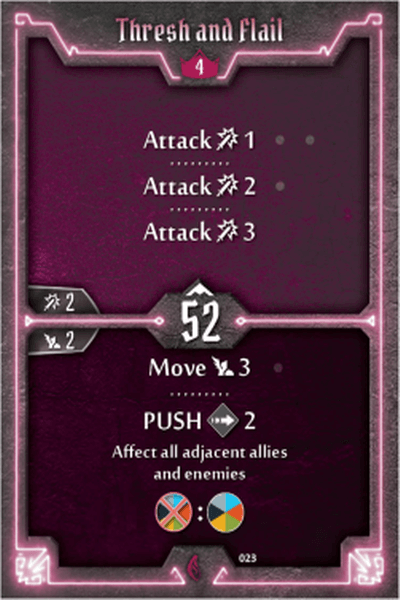 Thresh and Flail
4
Attack 1
Attack 2
Attack 3
2
52
2
Move 3
PUSH 2
Affect all adjacent allies
and enemies
:
023